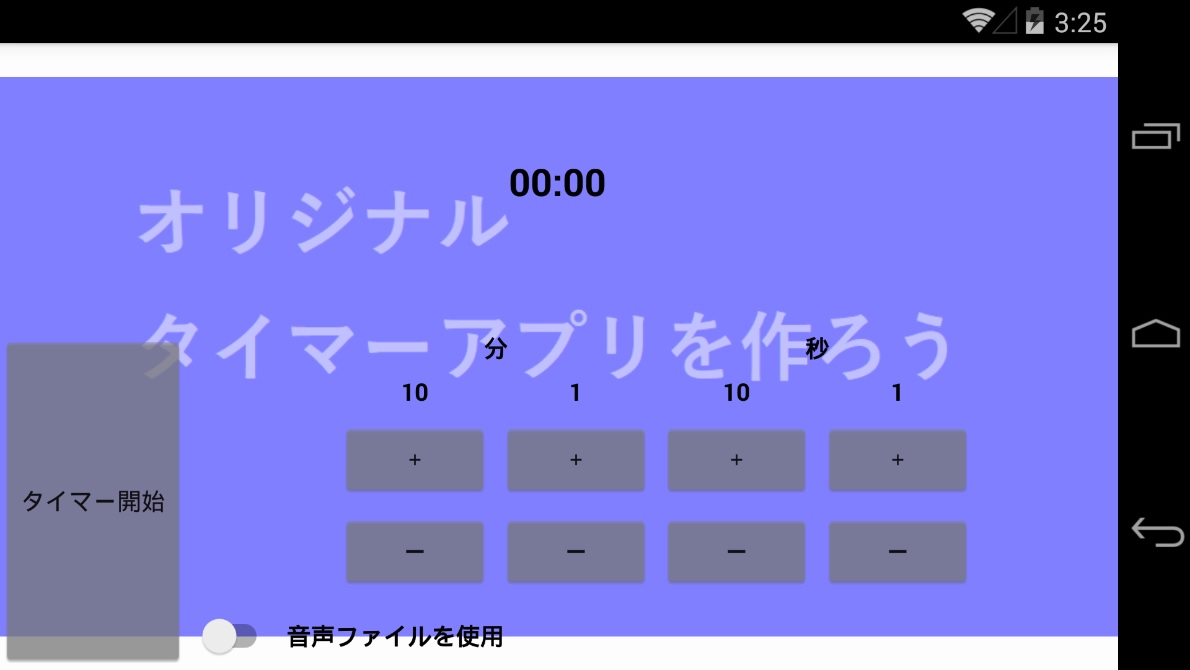 3:25
00:00
オリジナル
タイマーアプリを作ろう
分 秒
10 1 10 1
+ + + +
タイマー開始
− − − −
音声ファイルを使用